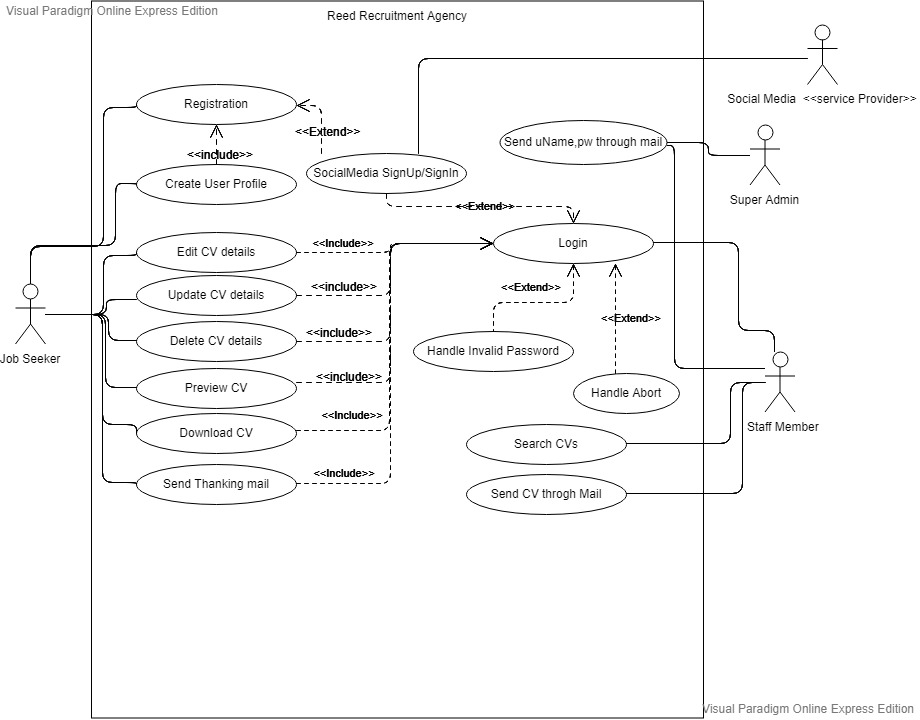 Visual Paradigm Online Express Edition
Reed Recruitment Agency
Social Media <<service Provider>>
Registration
<<Extend>>
<<include>>
Send uName,pw through mail
SocialMedia SignUp/SignIn
Create User Profile
Super Admin
<<Extend>>
Edit CV details
<<Include>>
Login
Update CV details
<<include>>
<<Extend>>
<<Extend>>
Delete CV details
<<include>>
Job Seeker
Handle Invalid Password
Preview CV
<<include>>
Handle Abort
Download CV
<<Include>>
Staff Member
Search CVs
Send Thanking mail
<<Include>>
Send CV throgh Mail
Visual Paradigm Online Express Edition